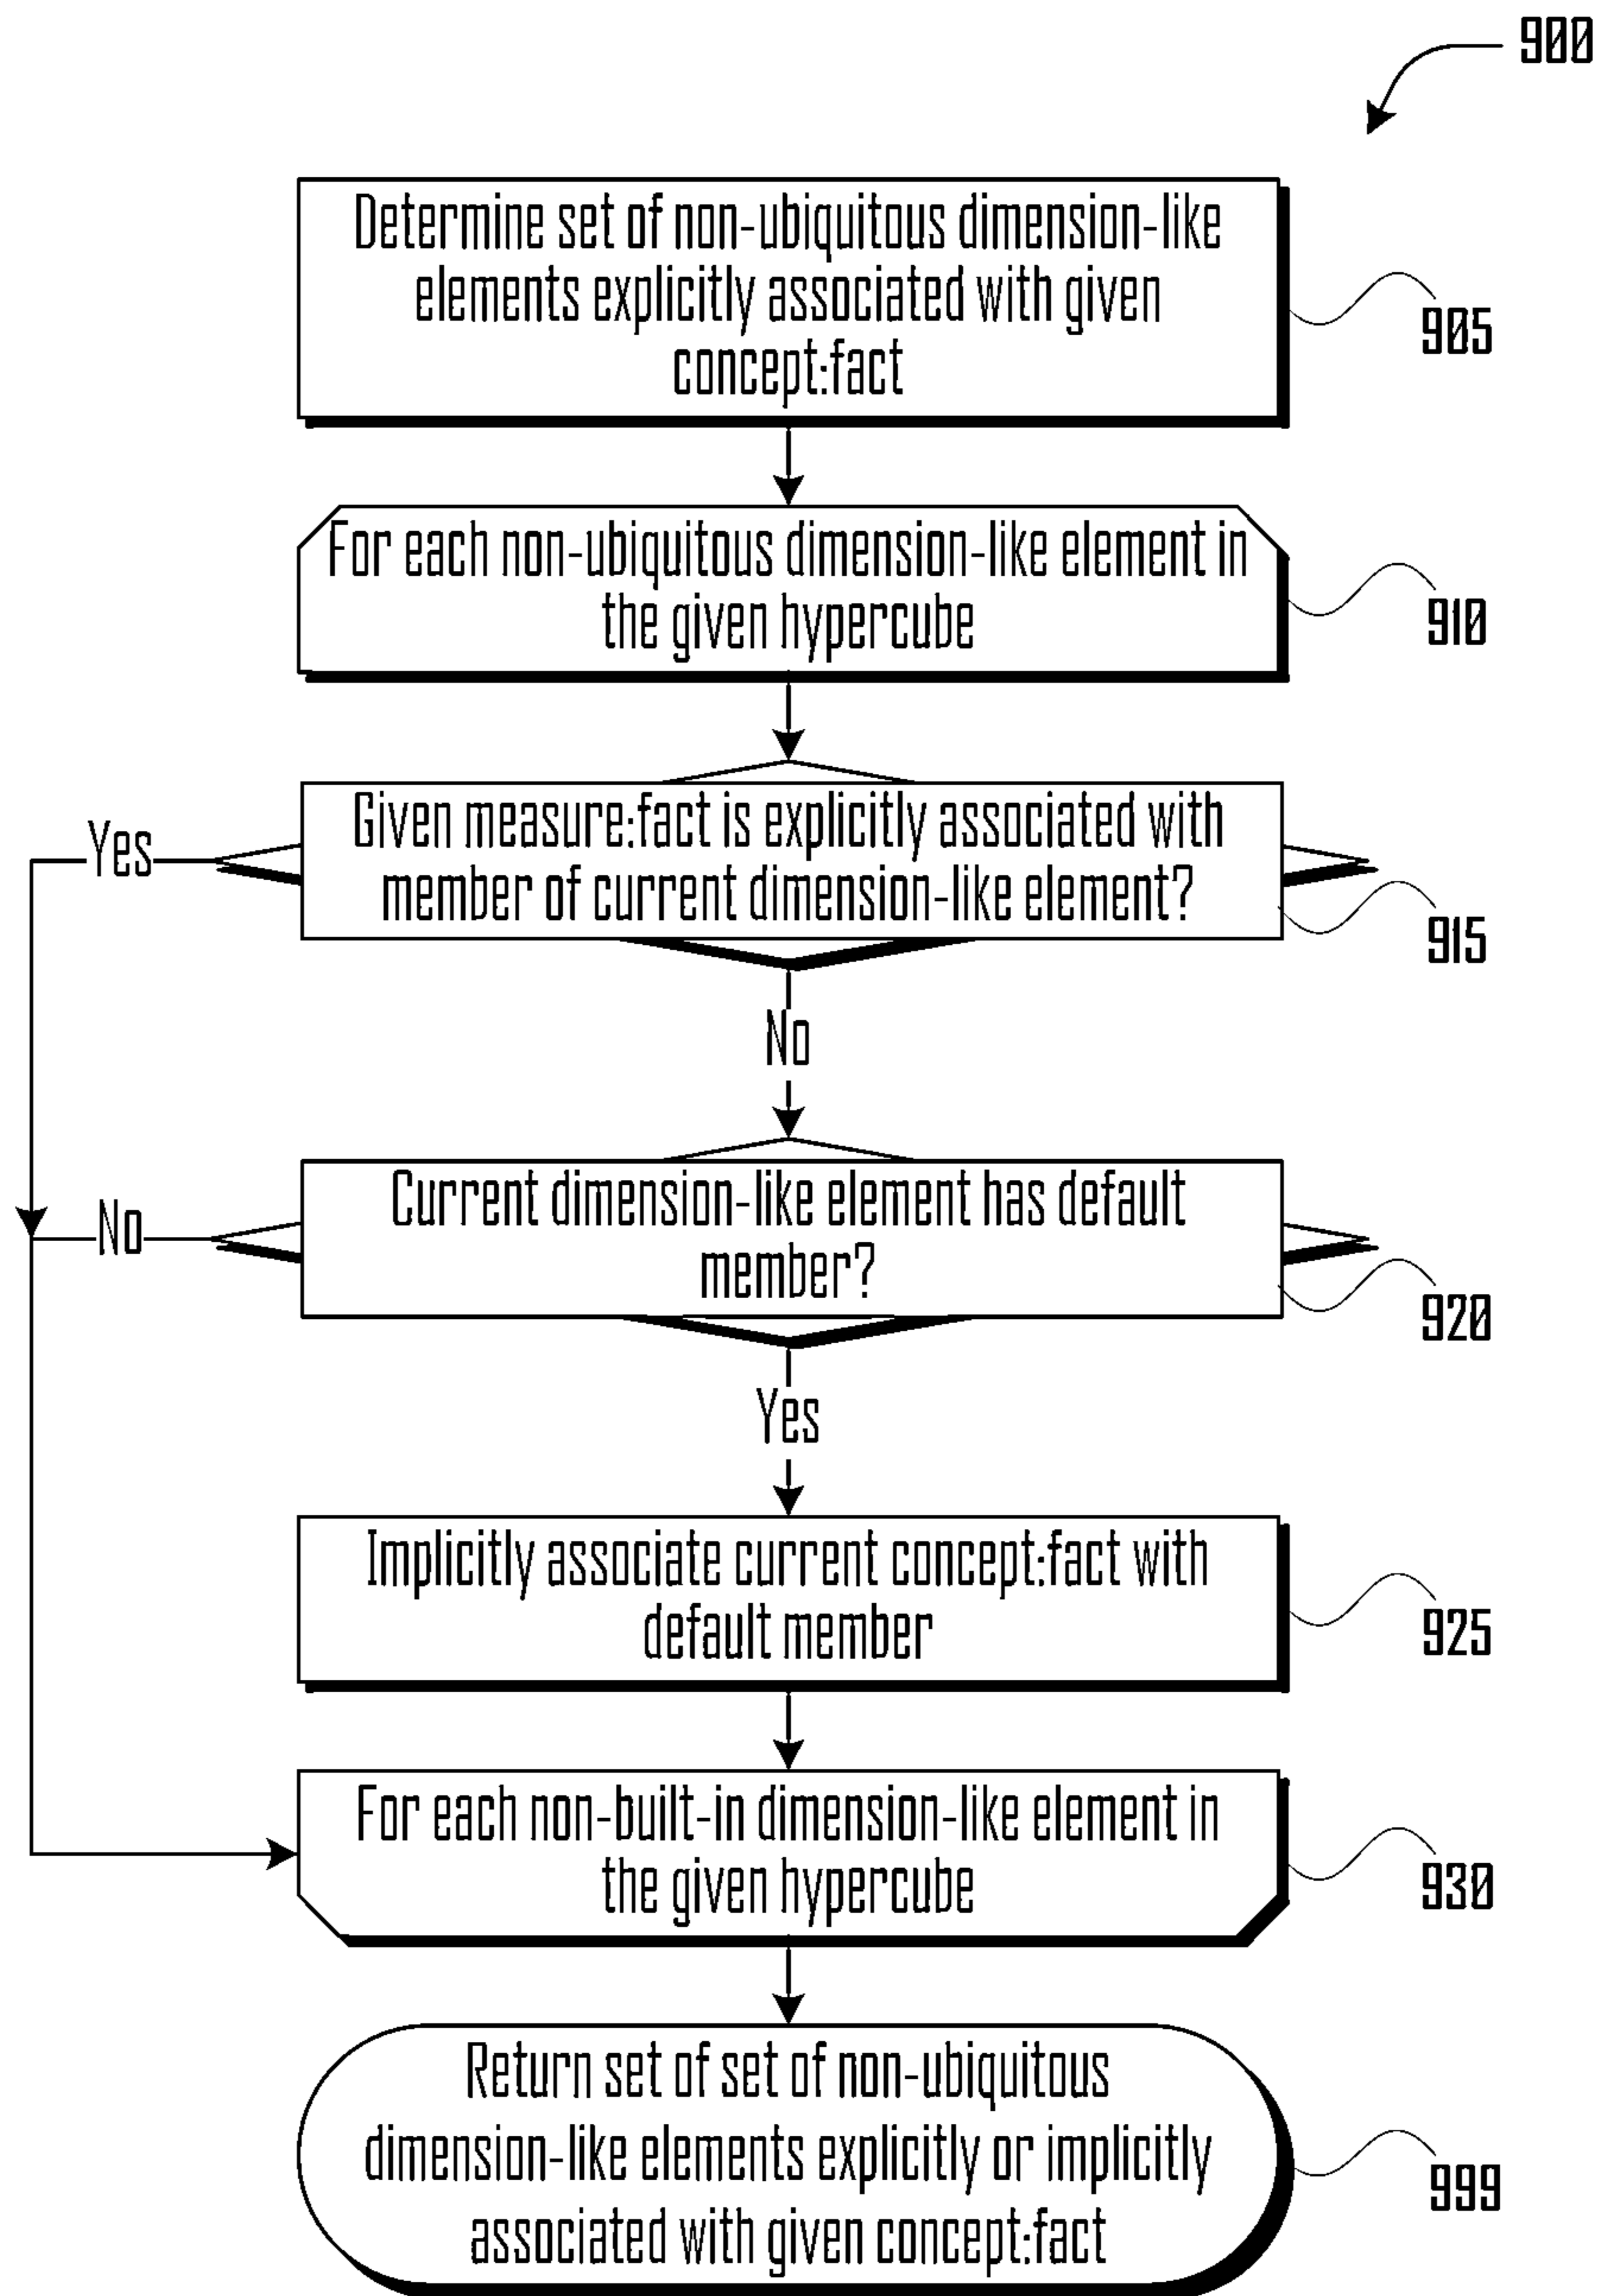 900
Determine set of non-ubiquitous dimension-like
elements explicitly associated with given
concept:fact
905
For each non-ubiquitous dimension-like element in
the given hypercube
910
Given measure:fact is explicitly associated with
member of current dimension-like element?
Yes
915
No
Current dimension-like element has default
member?
No
920
Yes
Implicitly associate current concept:fact with
default member
925
For each non-built-in dimension-like element in
the given hypercube
930
Return set of set of non-ubiquitous
dimension-like elements explicitly or implicitly
associated with given concept:fact
999